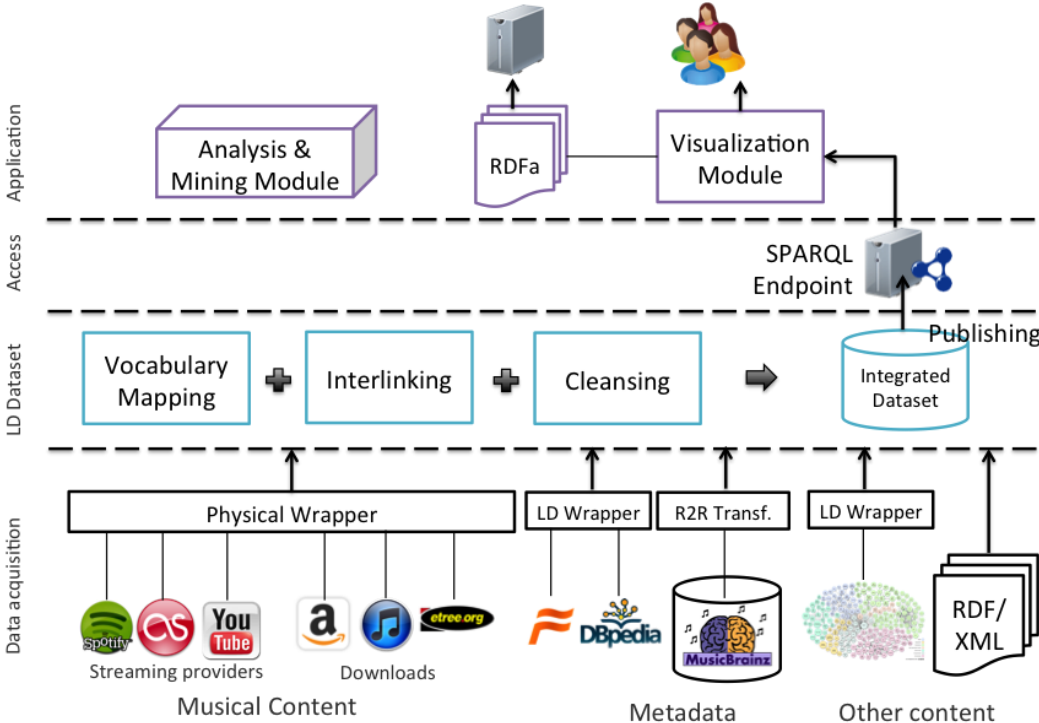 Application
Analysis &
Mining Module
RDFa
Visualization
Module
Access
SPARQL
Endpoint
LD Dataset
Vocabulary
Mapping
Interlinking
Cleansing
Publishing
Integrated
Dataset
Data acquisition
Physical Wrapper
LD Wrapper
R2R Transf.
LD Wrapper
Spotify
as
You
Tube
a
etree.org
DBpedia
MusicBrainz
RDF/
XML
Streaming providers
Downloads
Musical Content
Metadata
Other content